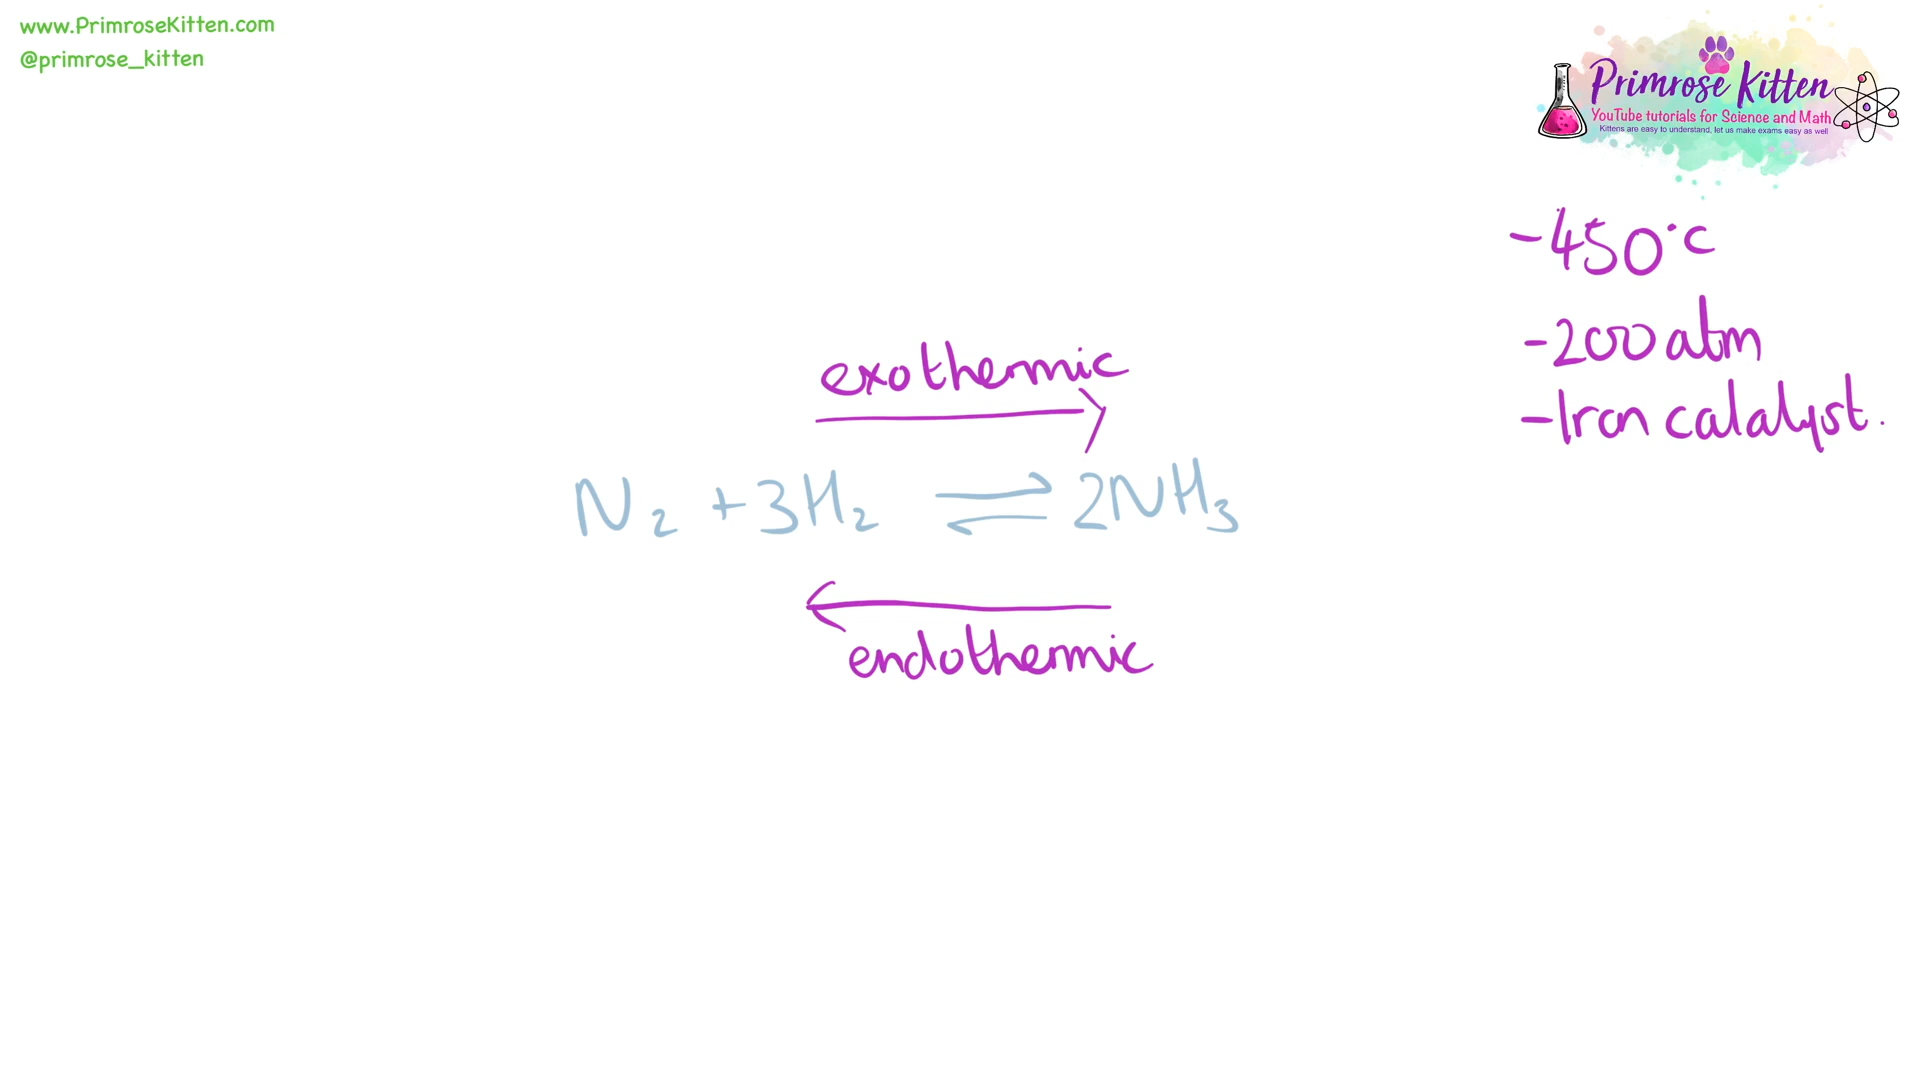 www.PrimroseKitten.com
@primrose_kitten
Primrose Kitten
YouTube tutorials for Science and Math
Kittens are easy to understand, let us make exams easy as well
-450°c
-200 atm
-Iron catalyst.
exothermic
N₂ + 3H₂ ⇌ 2NH₃
endothermic